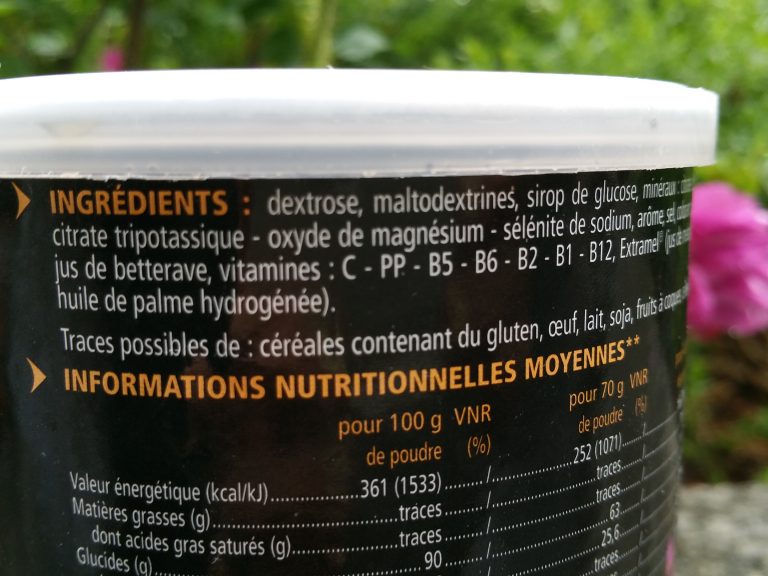 INGRÉDIENTS : dextrose, maltodextrines, sirop de glucose, minéraux :
citrate tripotassique - oxyde de magnésium - sélénite de sodium, arôme, sel,
jus de betterave, vitamines : C - PP - B5 - B6 - B2 - B1 - B12, Extramel® (jus de
huile de palme hydrogénée).
Traces possibles de : céréales contenant du gluten, œuf, lait, soja, fruits à coques,
INFORMATIONS NUTRITIONNELLES MOYENNES**
pour 100 g VNR pour 70 g VNR
de poudre (%) de poudre (%)
Valeur énergétique (kcal/kJ)....................361 (1533)........./...............252 (1071)......../
Matières grasses (g)....................traces........./...............traces......../
dont acides gras saturés (g)....................traces........./...............traces......../
Glucides (g)....................90........./...............63......../
25,6
traces